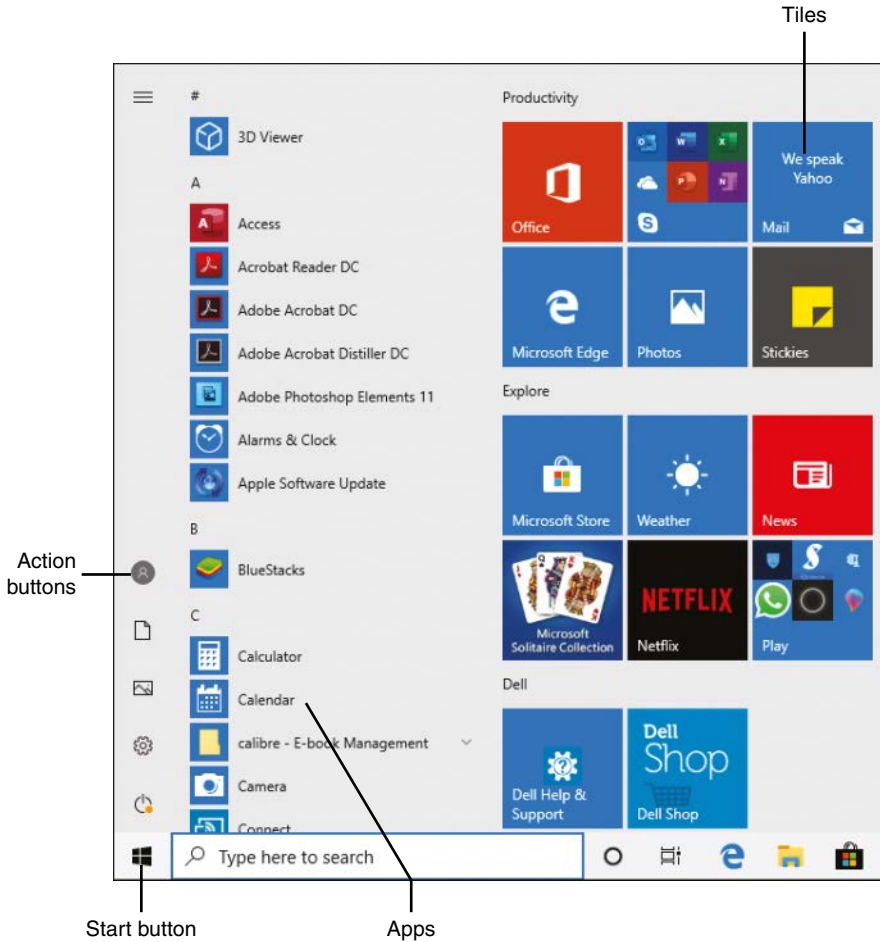 Tiles
#
3D Viewer
A
Access
Acrobat Reader DC
Adobe Acrobat DC
Adobe Acrobat Distiller DC
Adobe Photoshop Elements 11
Alarms & Clock
Apple Software Update
B
BlueStacks
C
Calculator
Calendar
calibre - E-book Management
Camera
Connect
Productivity
Office
We speak
Yahoo
Mail
Microsoft Edge
Photos
Stickies
Explore
Microsoft Store
Weather
News
Microsoft
Solitaire Collection
NETFLIX
Netflix
Play
Dell
Dell Help &
Support
Dell
Shop
Dell Shop
Action
buttons
Type here to search
Start button
Apps